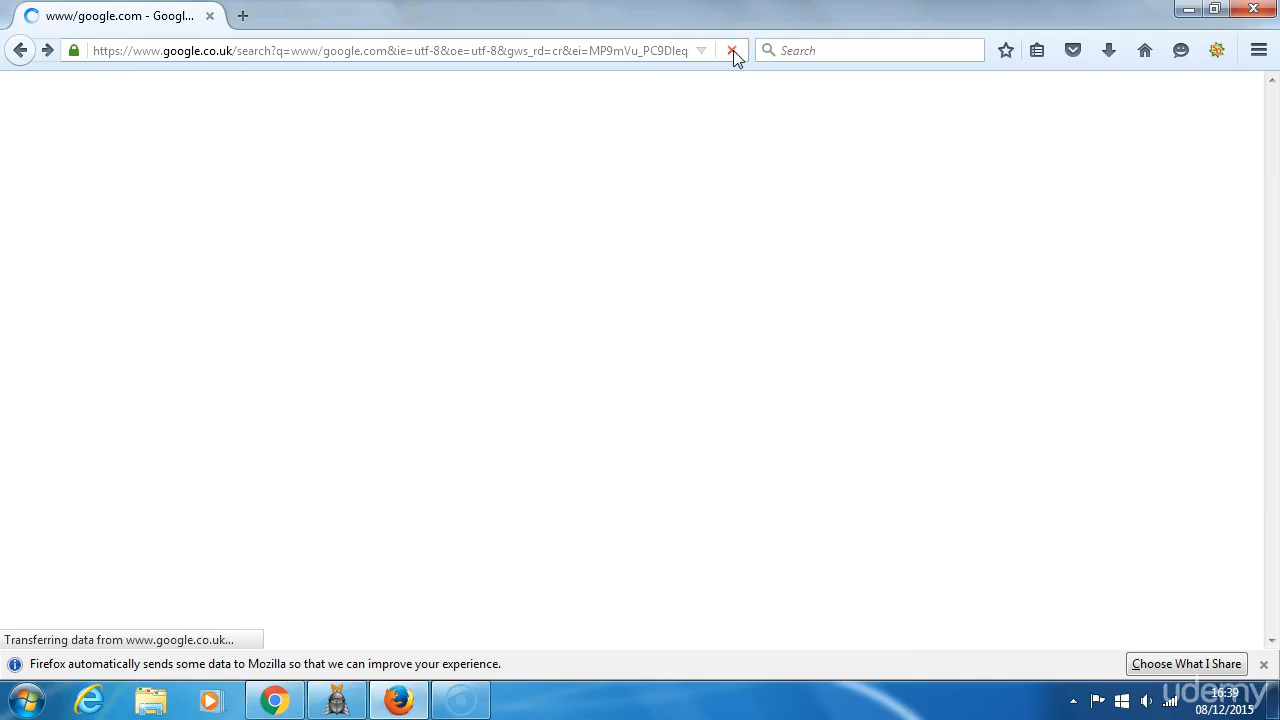 www/google.com - Googl...
https://www.google.co.uk/search?q=www/google.com&ie=utf-8&oe=utf-8&gws_rd=cr&ei=MP9mVu_PC9DIeq
Search
Transferring data from www.google.co.uk...
Firefox automatically sends some data to Mozilla so that we can improve your experience.
Choose What I Share
udemy
16:39
08/12/2015